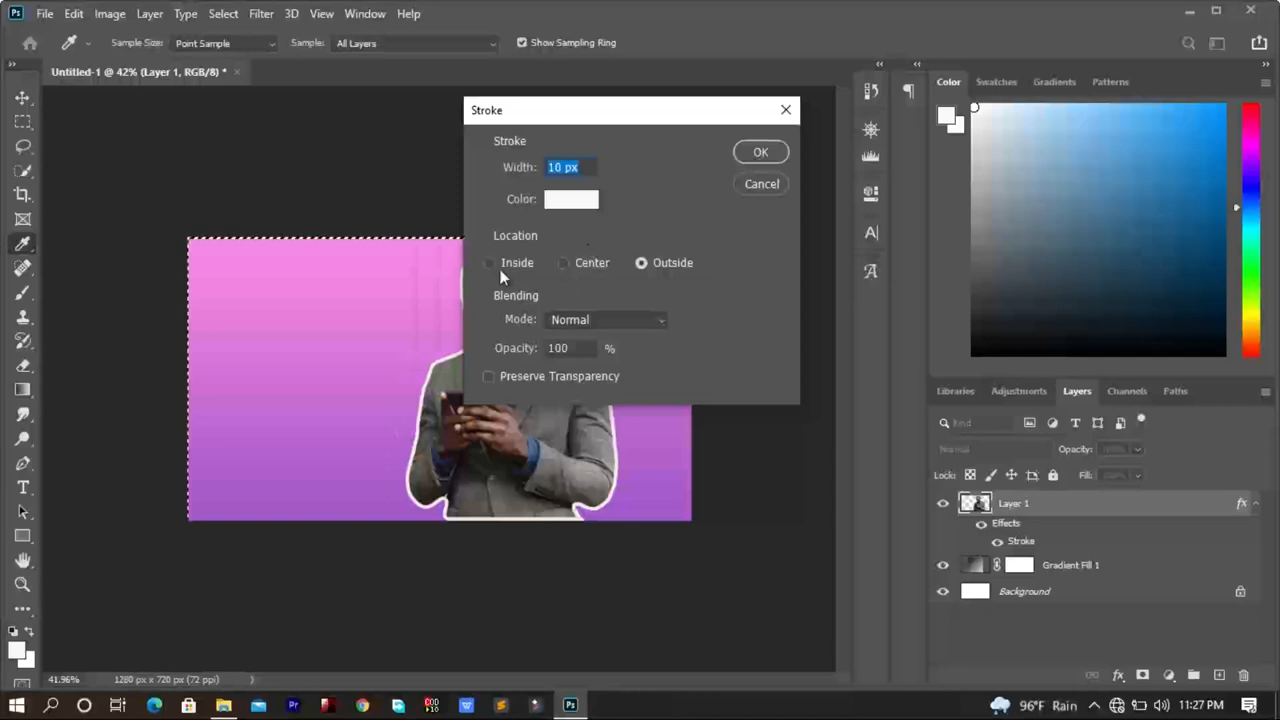 Ps File Edit Image Layer Type Select Filter 3D View Window Help
Sample Size: Point Sample Sample: All Layers Show Sampling Ring
Untitled-1 @ 42% (Layer 1, RGB/8) *
Color Swatches Gradients Patterns
Stroke
Stroke
Width: 10 px
Color:
OK
Cancel
Location
Inside Center Outside
Blending
Mode: Normal
Opacity: 100 %
Preserve Transparency
Libraries Adjustments Layers Channels Paths
Kind
Normal Opacity:
Lock: Fill:
Layer 1 fx
Effects
Stroke
Gradient Fill 1
Background
41.96% 1280 px x 720 px (72 ppi)
96°F Rain 11:27 PM